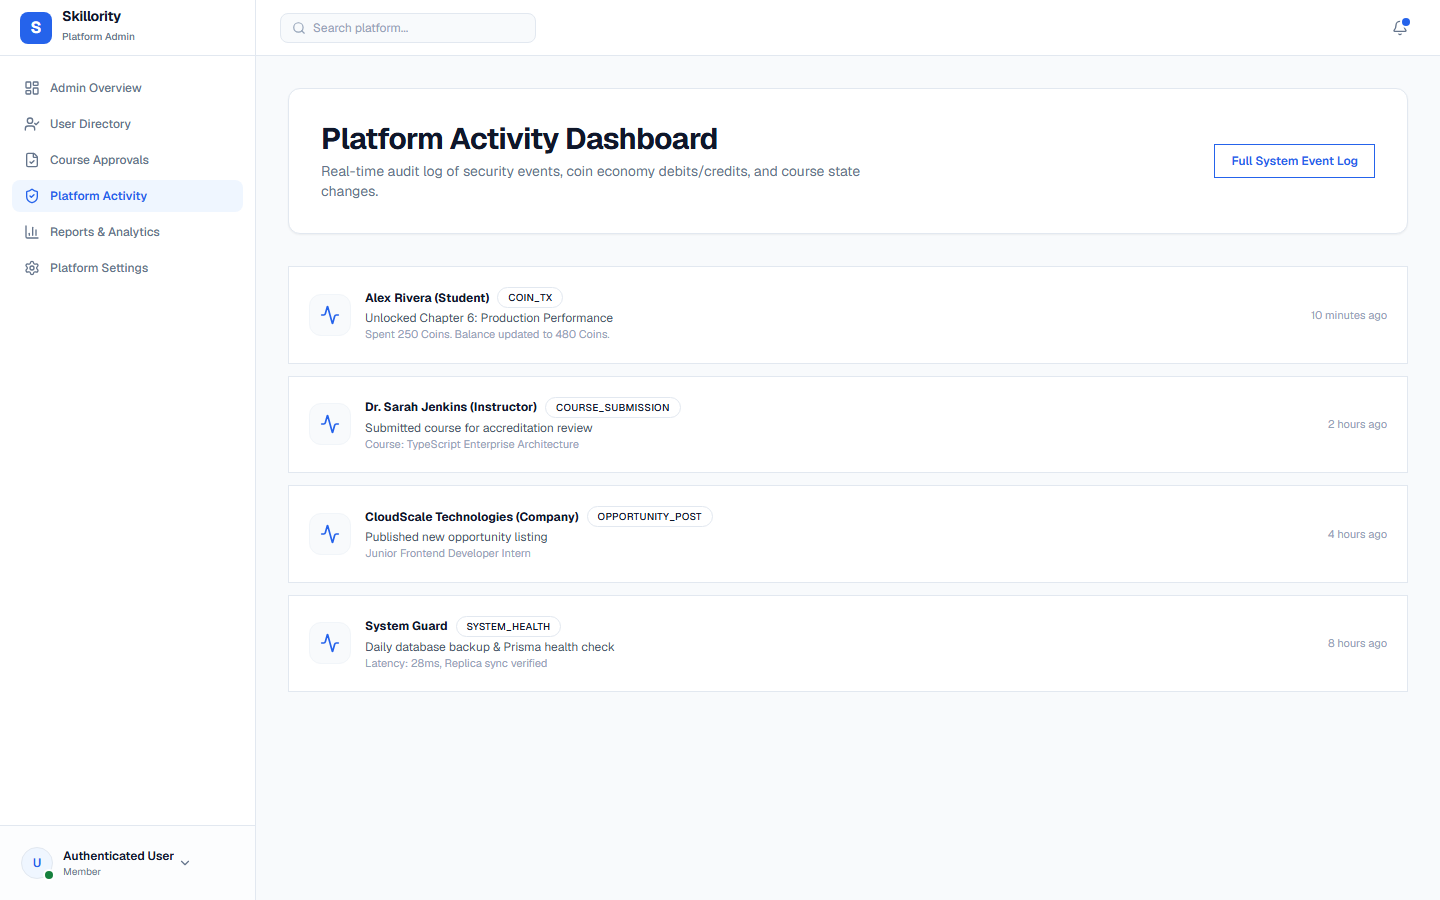 S
Skillority
Platform Admin
Search platform...
Admin Overview
User Directory
Course Approvals
Platform Activity
Reports & Analytics
Platform Settings
Platform Activity Dashboard
Real-time audit log of security events, coin economy debits/credits, and course state
changes.
Full System Event Log
Alex Rivera (Student) COIN_TX
Unlocked Chapter 6: Production Performance
Spent 250 Coins. Balance updated to 480 Coins.
10 minutes ago
Dr. Sarah Jenkins (Instructor) COURSE_SUBMISSION
Submitted course for accreditation review
Course: TypeScript Enterprise Architecture
2 hours ago
CloudScale Technologies (Company) OPPORTUNITY_POST
Published new opportunity listing
Junior Frontend Developer Intern
4 hours ago
System Guard SYSTEM_HEALTH
Daily database backup & Prisma health check
Latency: 28ms, Replica sync verified
8 hours ago
U
Authenticated User
Member